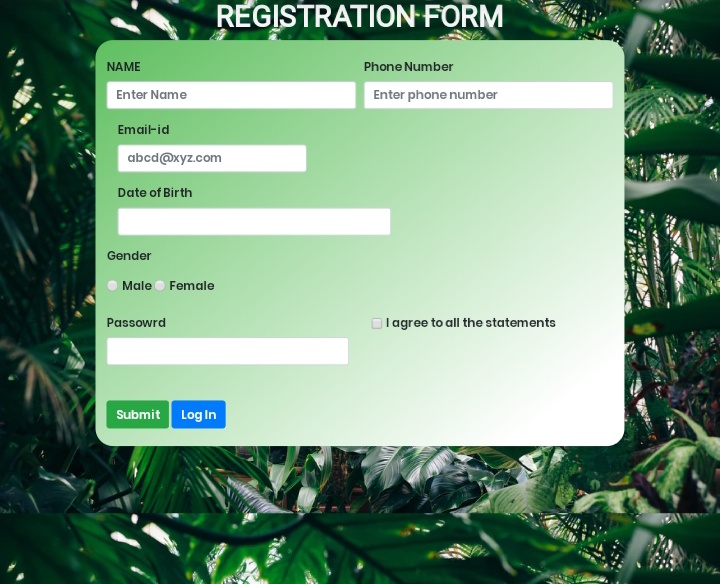 REGISTRATION FORM
NAME Phone Number
Enter Name Enter phone number
Email-id
abcd@xyz.com
Date of Birth
Gender
Male Female
Passowrd I agree to all the statements
Submit Log In